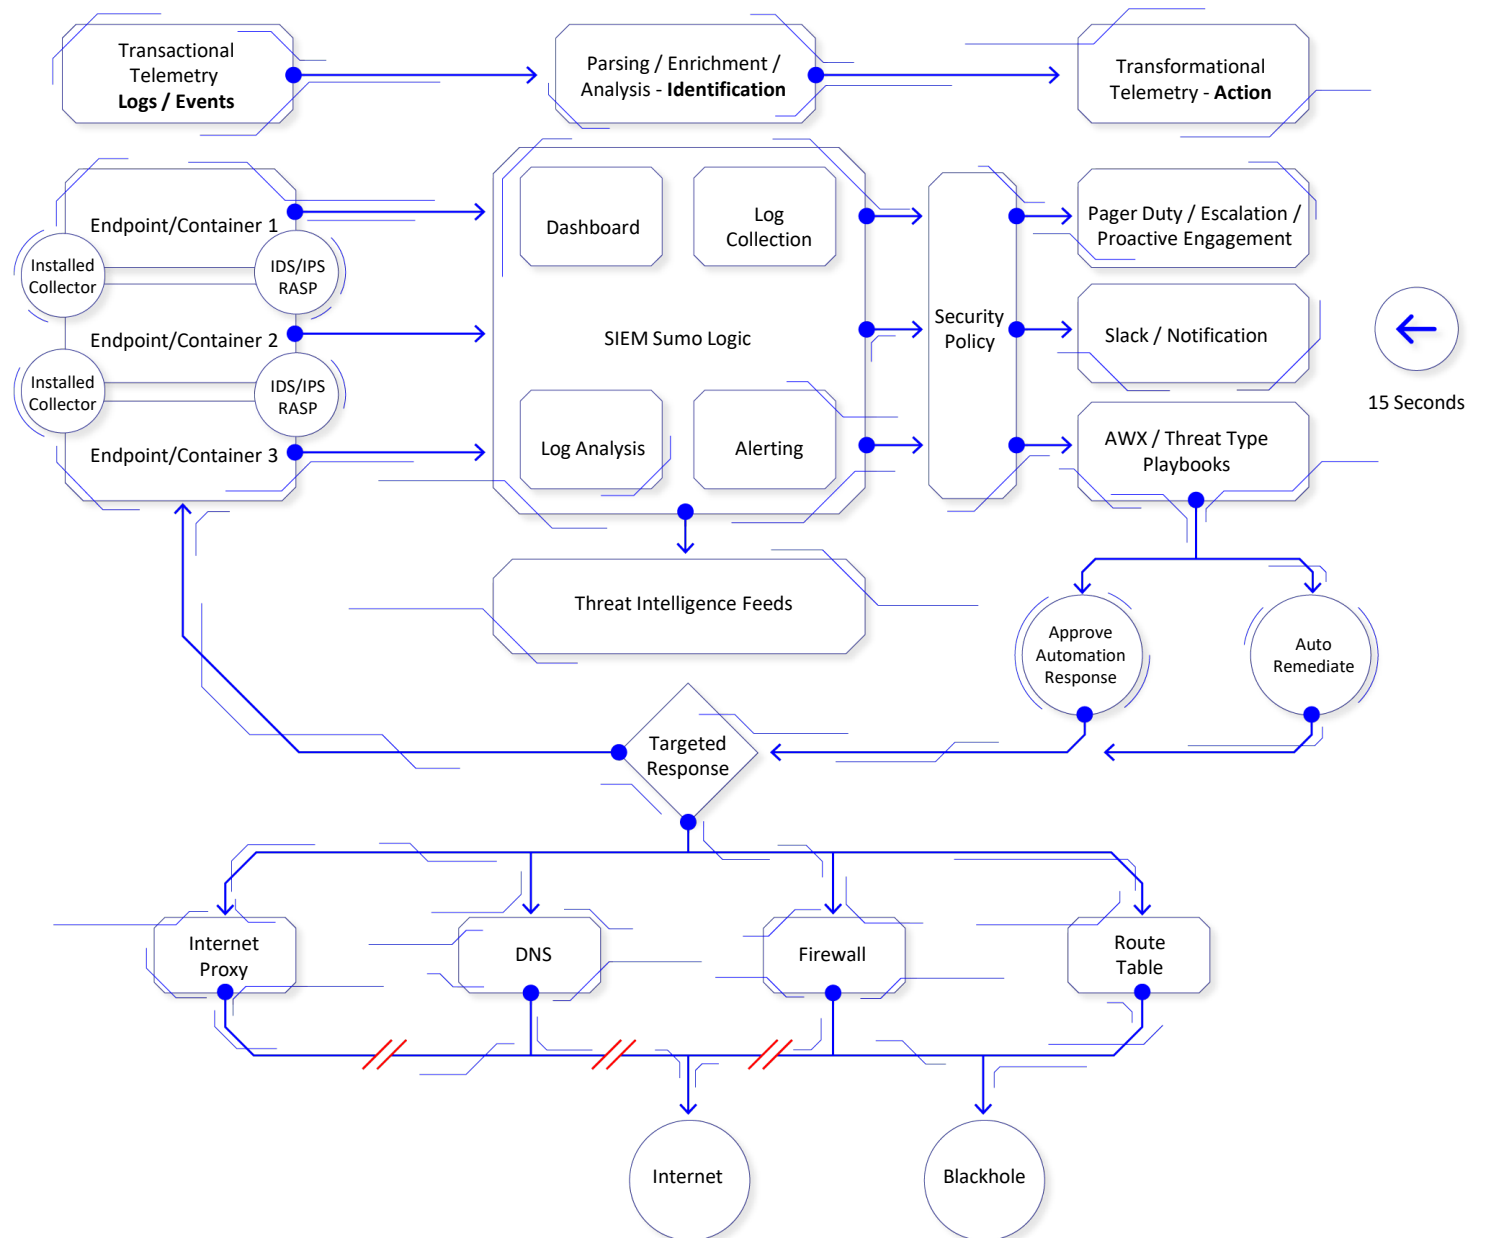 Transactional
Telemetry
Logs / Events
Parsing / Enrichment /
Analysis - Identification
Transformational
Telemetry - Action
Endpoint/Container 1
Installed
Collector
IDS/IPS
RASP
Endpoint/Container 2
Installed
Collector
IDS/IPS
RASP
Endpoint/Container 3
Dashboard
Log
Collection
SIEM Sumo Logic
Log Analysis
Alerting
Security
Policy
Pager Duty / Escalation /
Proactive Engagement
Slack / Notification
AWX / Threat Type
Playbooks
15 Seconds
Threat Intelligence Feeds
Approve
Automation
Response
Auto
Remediate
Targeted
Response
Internet
Proxy
DNS
Firewall
Route
Table
Internet
Blackhole